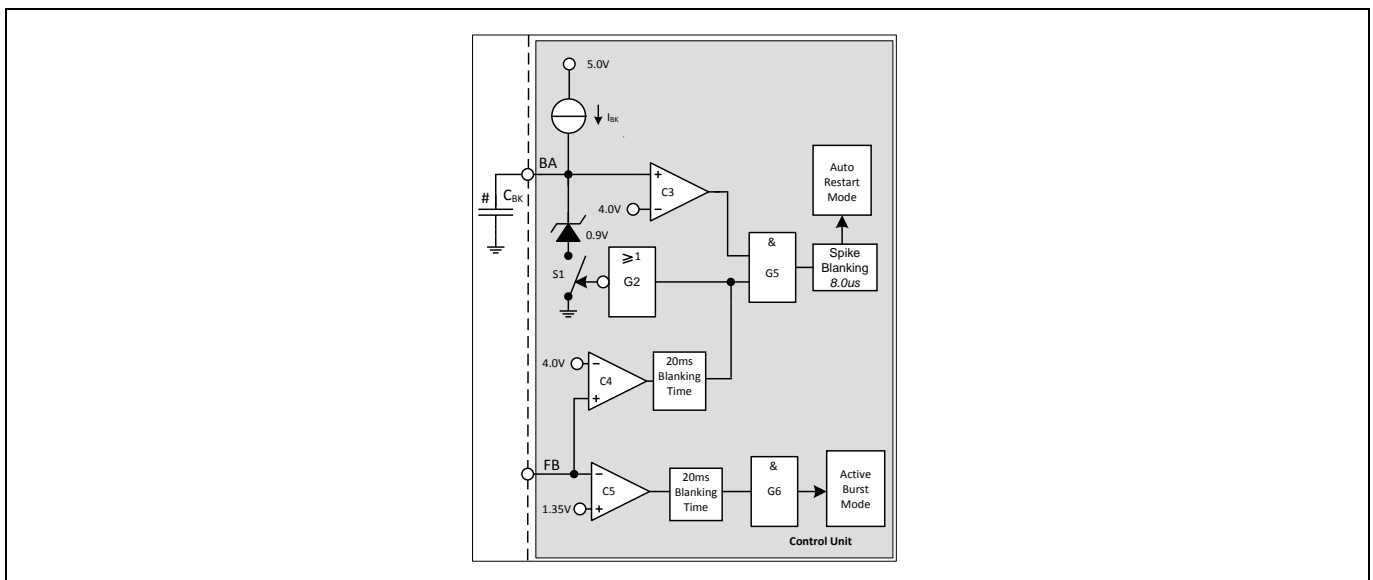 5.0V
I_BK
BA
# C_BK
+
C3
4.0V
−
0.9V
S1
≥1
G2
&
G5
Spike
Blanking
8.0us
Auto
Restart
Mode
4.0V
−
C4
+
20ms
Blanking
Time
FB
−
C5
1.35V
+
20ms
Blanking
Time
&
G6
Active
Burst
Mode
Control Unit